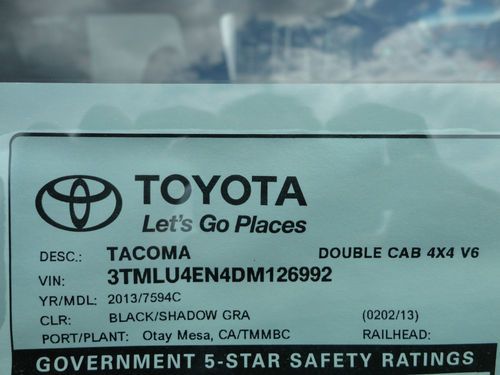 TOYOTA
Let's Go Places
DESC.: TACOMA DOUBLE CAB 4X4 V6
VIN: 3TMLU4EN4DM126992
YR/MDL: 2013/7594C
CLR: BLACK/SHADOW GRA (0202/13)
PORT/PLANT: Otay Mesa, CA/TMMBC RAILHEAD:
GOVERNMENT 5-STAR SAFETY RATINGS